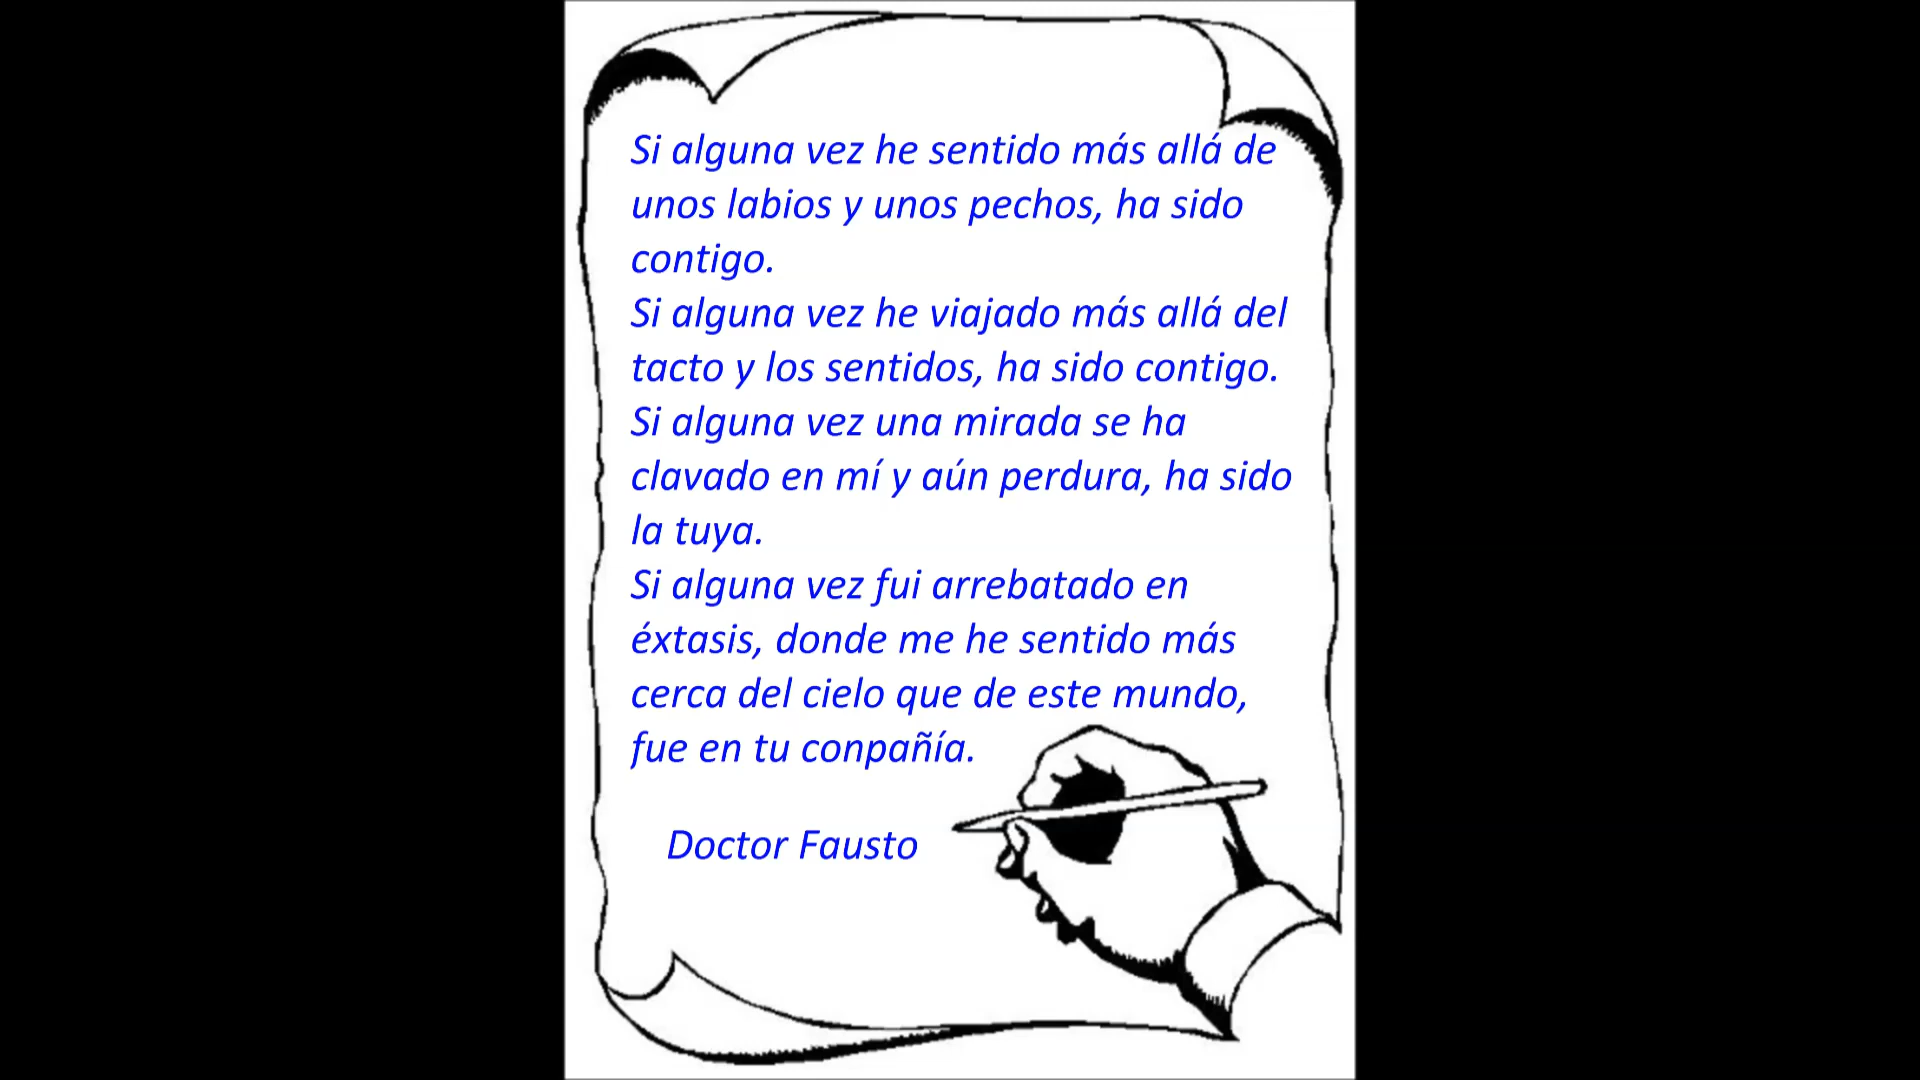 Si alguna vez he sentido más allá de
unos labios y unos pechos, ha sido
contigo.
Si alguna vez he viajado más allá del
tacto y los sentidos, ha sido contigo.
Si alguna vez una mirada se ha
clavado en mí y aún perdura, ha sido
la tuya.
Si alguna vez fui arrebatado en
éxtasis, donde me he sentido más
cerca del cielo que de este mundo,
fue en tu conpañía.
Doctor Fausto